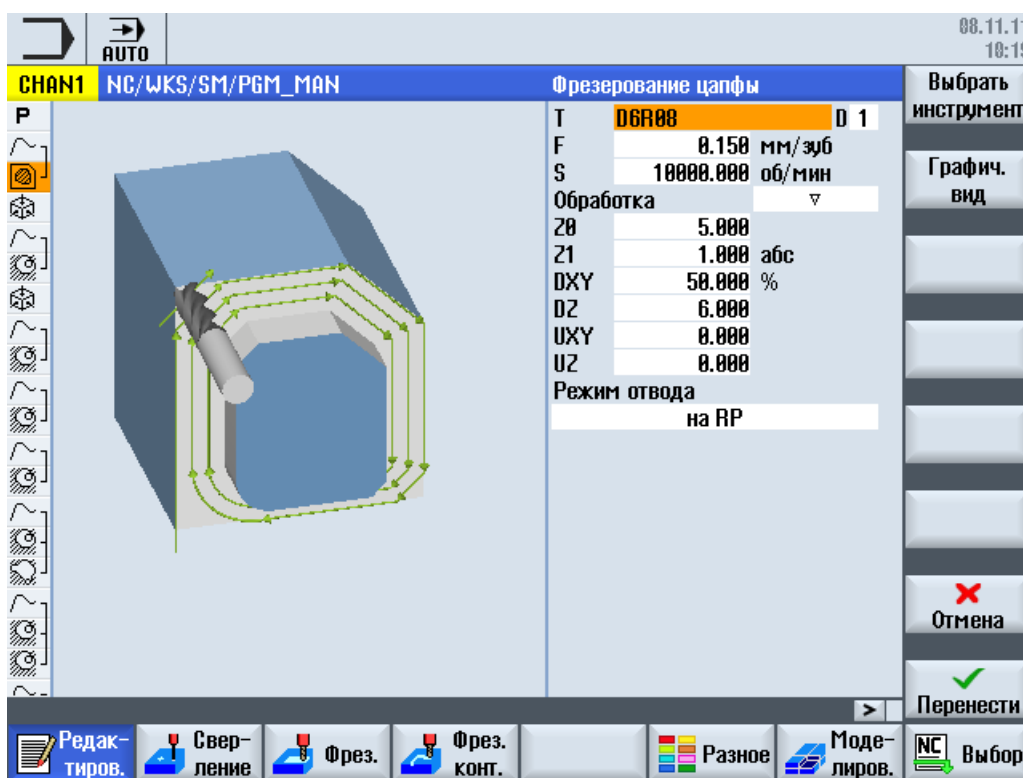 08.11.1
AUTO
10:1
CHAN1 NC/WKS/SM/PGM_MAN Фрезерование цапфы
Выбрать
инструмент
P
T D6R08 D 1
F 0.150 мм/зуб
S 10000.000 об/мин
Обработка ▿
Z0 5.000
Z1 1.000 абс
DXY 50.000 %
DZ 6.000
UXY 0.000
UZ 0.000
Режим отвода
на RP
Графич.
вид
Отмена
Перенести
>
Редак-
тиров.
Свер-
ление
Фрез.
Фрез.
конт.
Разное
Моде-
лиров.
NC Выбор